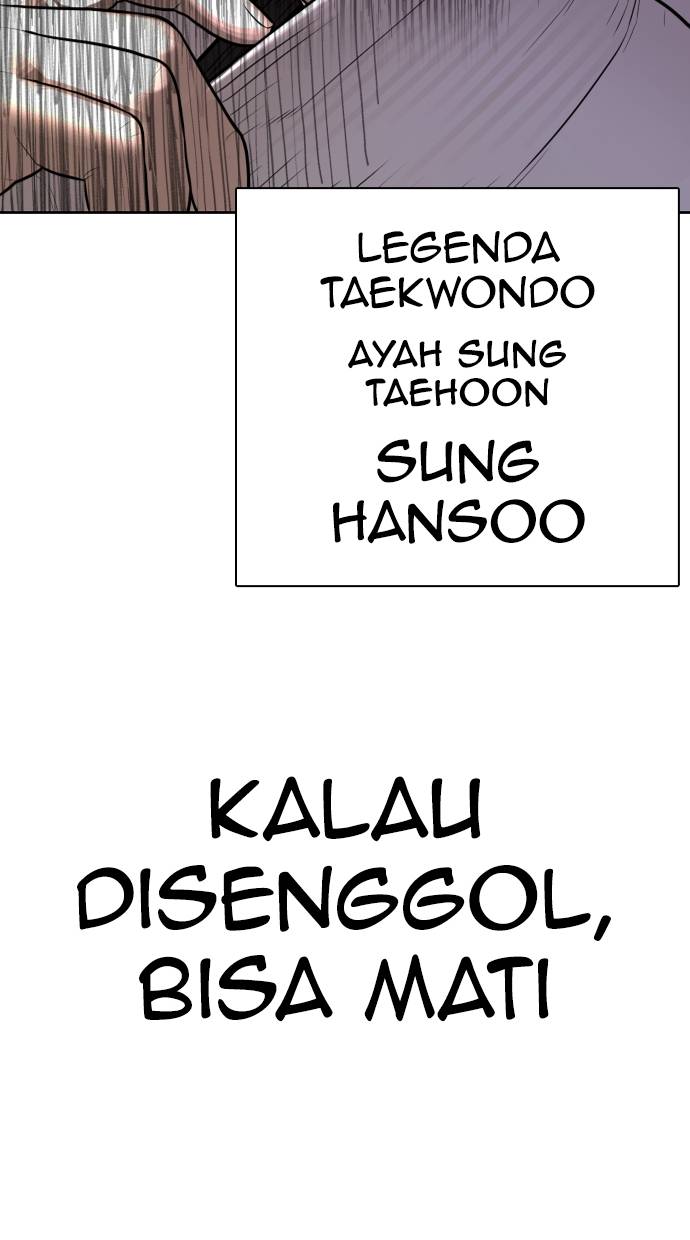 LEGENDA
TAEKWONDO
AYAH SUNG
TAEHOON
SUNG
HANSOO
KALAU
DISENGGOL,
BISA MATI